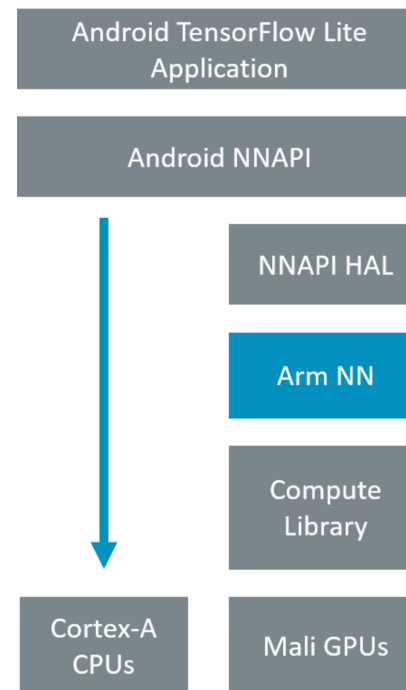 Android TensorFlow Lite
Application
Android NNAPI
NNAPI HAL
Arm NN
Compute
Library
Cortex-A
CPUs
Mali GPUs